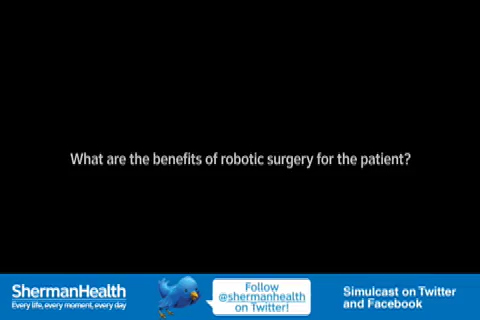 What are the benefits of robotic surgery for the patient?
ShermanHealth
Every life, every moment, every day
Follow
@shermanhealth
on Twitter!
Simulcast on Twitter
and Facebook